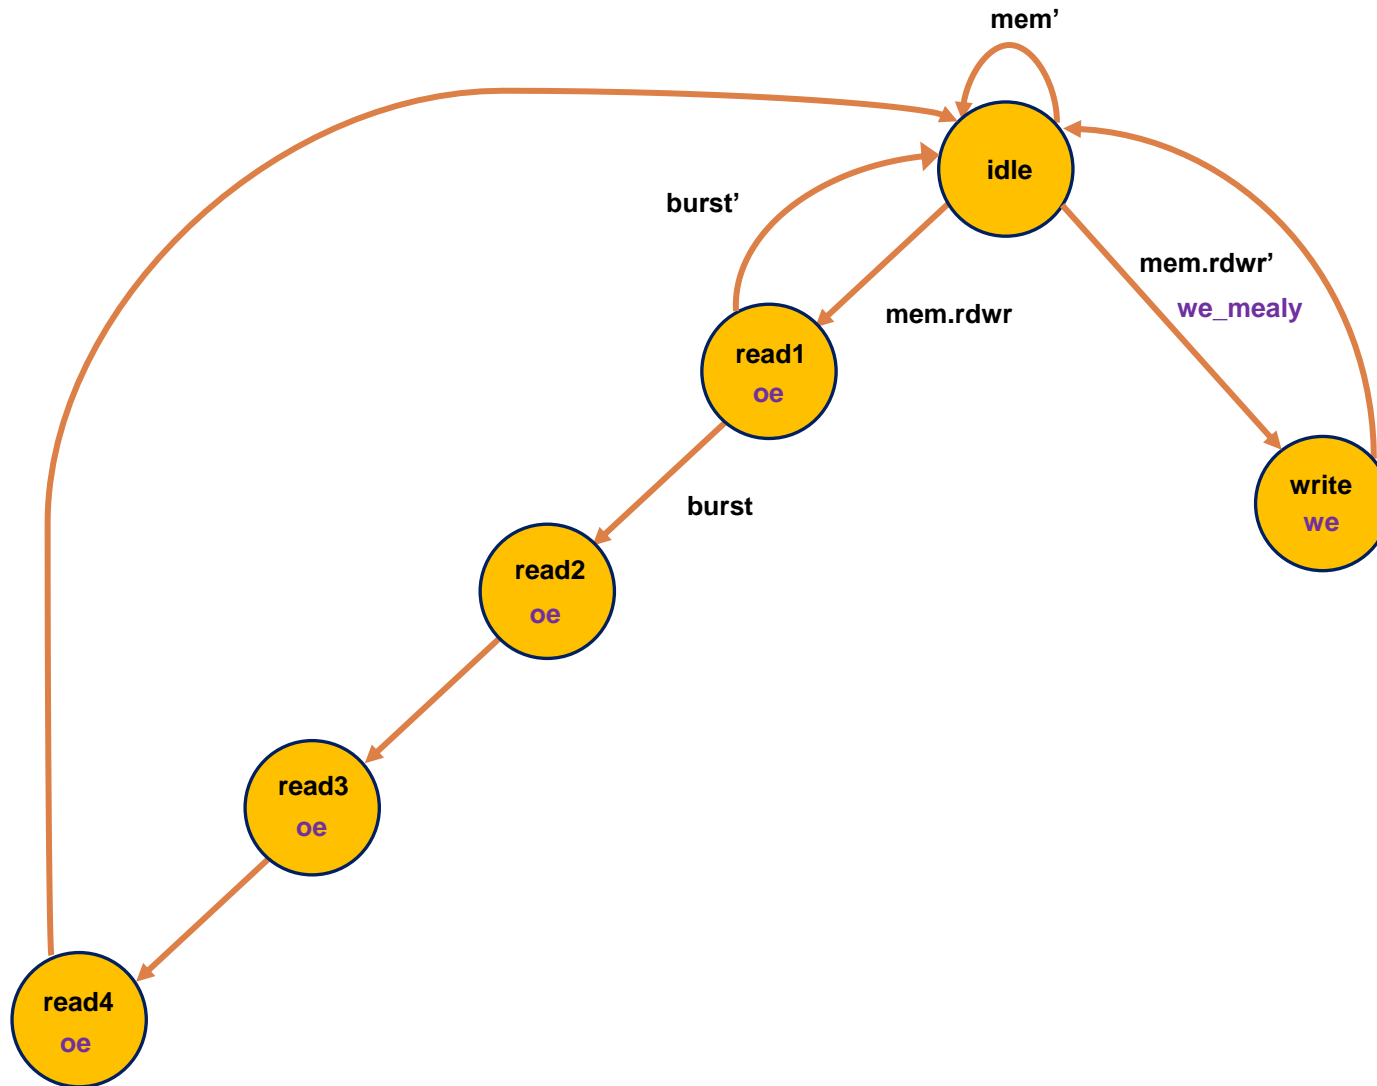 mem’
idle
burst’
mem.rdwr’
we_mealy
mem.rdwr
read1
oe
write
we
burst
read2
oe
read3
oe
read4
oe